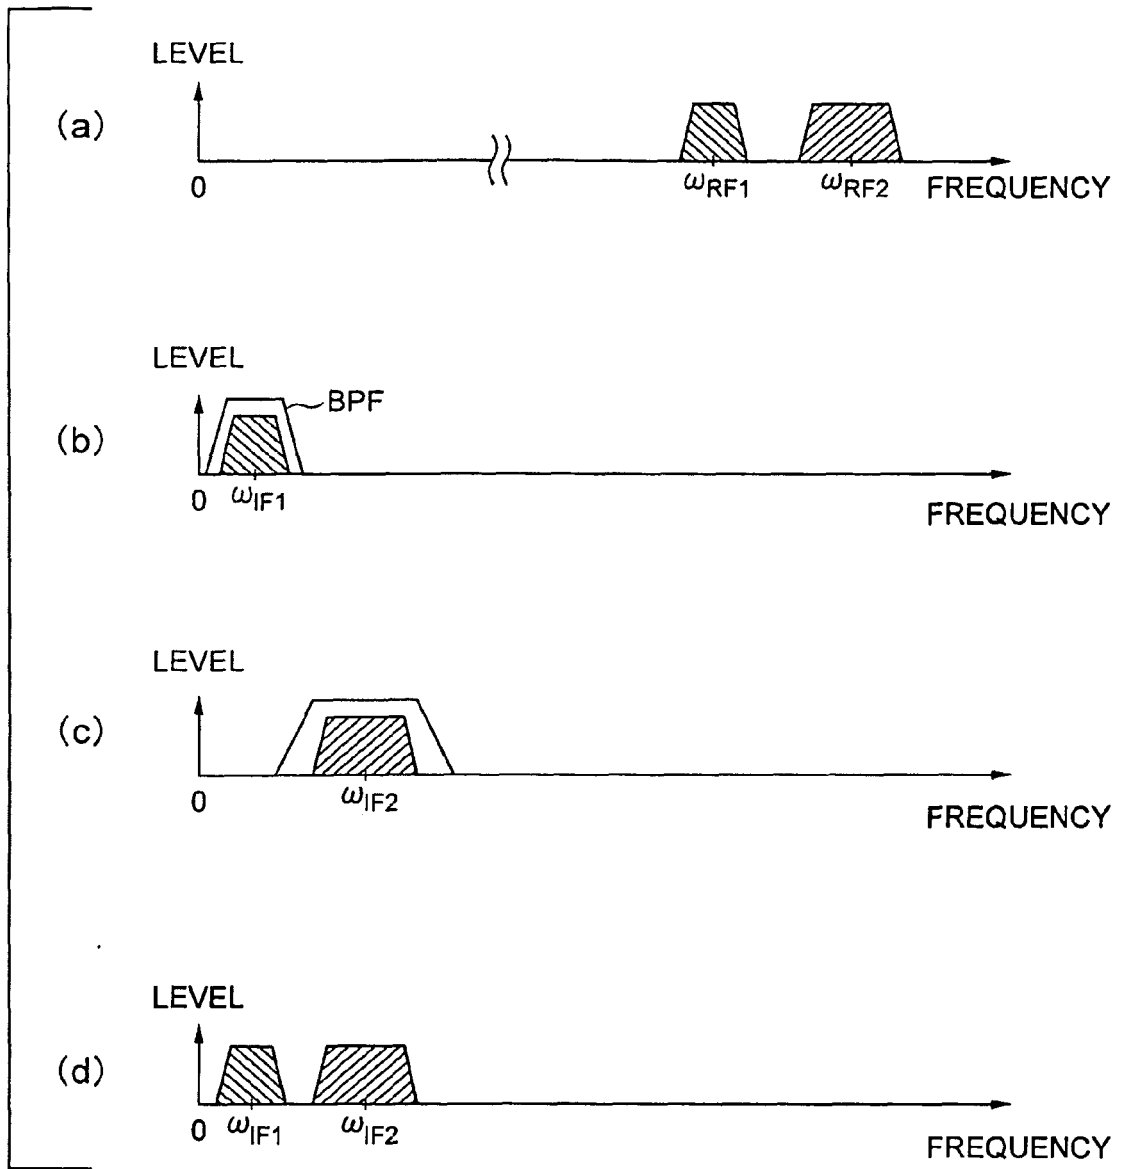 LEVEL
(a)
0 ωRF1 ωRF2 FREQUENCY
LEVEL
BPF
(b)
0 ωIF1
FREQUENCY
LEVEL
(c)
0 ωIF2
FREQUENCY
LEVEL
(d)
0 ωIF1 ωIF2
FREQUENCY